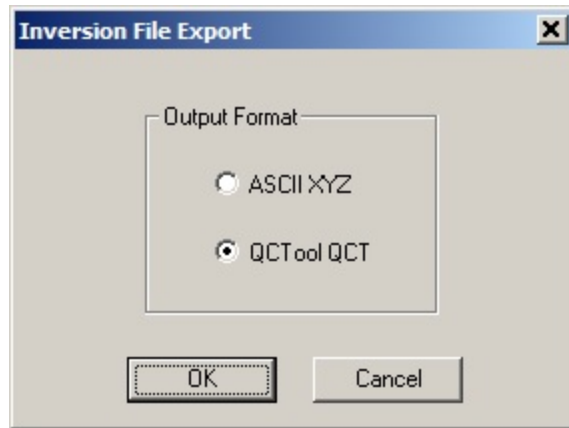 Inversion File Export
Output Format
ASCII XYZ
QCTool QCT
OK
Cancel